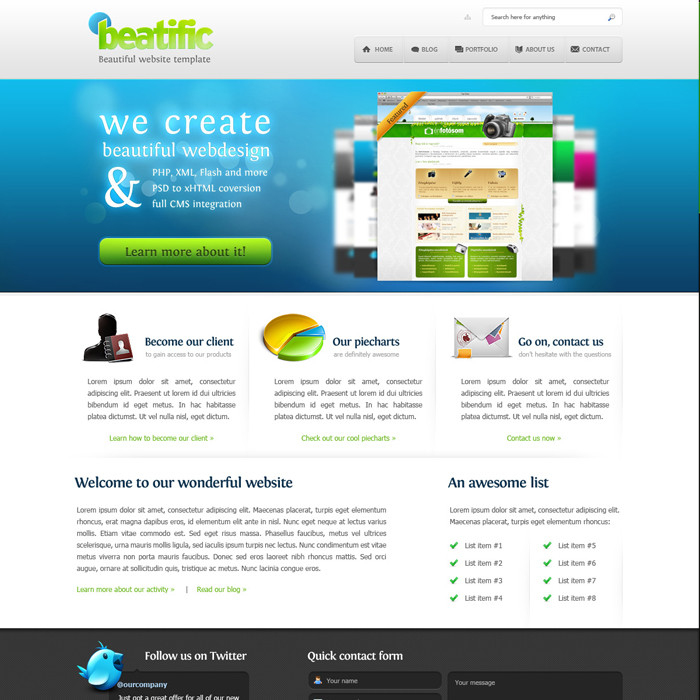 beatific
Beautiful website template
Search here for anything
HOME
BLOG
PORTFOLIO
ABOUT US
CONTACT
we create
beautiful webdesign
&
PHP, XML, Flash and more
PSD to xHTML coversion
full CMS integration
Learn more about it!
Featured
Become our client
to gain access to our products
Lorem ipsum dolor sit amet, consectetur
adipiscing elit. Praesent ut lorem id dui ultricies
bibendum id eget metus. In hac habitasse
platea dictumst. Ut vel nulla nisl, eget dictum.
Learn how to become our client »
Our piecharts
are definitely awesome
Lorem ipsum dolor sit amet, consectetur
adipiscing elit. Praesent ut lorem id dui ultricies
bibendum id eget metus. In hac habitasse
platea dictumst. Ut vel nulla nisl, eget dictum.
Check out our cool piecharts »
Go on, contact us
don't hesitate with the questions
Lorem ipsum dolor sit amet, consectetur
adipiscing elit. Praesent ut lorem id dui ultricies
bibendum id eget metus. In hac habitasse
platea dictumst. Ut vel nulla nisl, eget dictum.
Contact us now »
Welcome to our wonderful website
Lorem ipsum dolor sit amet, consectetur adipiscing elit. Maecenas placerat, turpis eget elementum
rhoncus, erat magna dapibus eros, id elementum elit ante in nisl. Nunc eget neque at lectus varius
mollis. Etiam vitae commodo est. Sed eget risus massa. Phasellus faucibus, metus vel ultrices
scelerisque, urna mauris mollis ligula, sed iaculis ipsum turpis nec lectus. Nunc condimentum est vitae
metus viverra non porta mauris faucibus. Donec sed eros laoreet nibh rhoncus mattis. Sed orci
augue, ornare at sollicitudin quis, tristique ac metus. Nunc lacinia congue eros.
Learn more about our activity » | Read our blog »
An awesome list
Lorem ipsum dolor sit amet, consectetur adipiscing elit.
Maecenas placerat, turpis eget elementum rhoncus:
List item #1
List item #2
List item #3
List item #4
List item #5
List item #6
List item #7
List item #8
Follow us on Twitter
@ourcompany
Just got a great offer for all of our new
Quick contact form
Your name
Your message